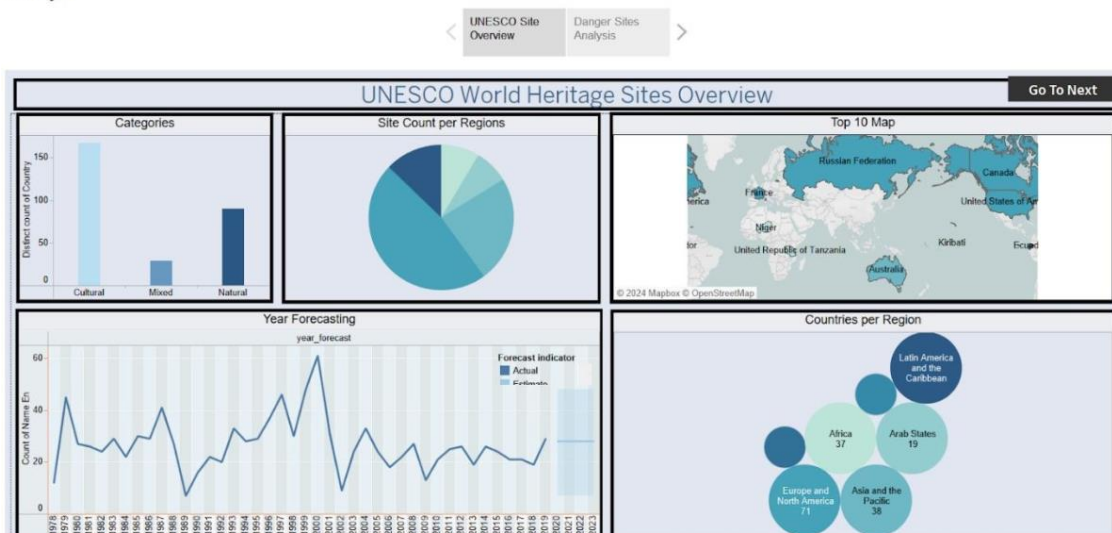 UNESCO Site
Overview
Danger Sites
Analysis
UNESCO World Heritage Sites Overview
Go To Next
Categories
Distinct count of Country
150
100
50
0
Cultural
Mixed
Natural
Site Count per Regions
Top 10 Map
Russian Federation
Canada
France
erica
United States of Am
Niger
tor
United Republic of Tanzania
Kiribati
Ecuad
Australia
© 2024 Mapbox © OpenStreetMap
Year Forecasting
year_forecast
Forecast indicator
Actual
Estimate
Count of Name En
60
40
20
0
1978
1979
1980
1981
1982
1983
1984
1985
1986
1987
1988
1989
1990
1991
1992
1993
1994
1995
1996
1997
1998
1999
2000
2001
2002
2003
2004
2005
2006
2007
2008
2009
2010
2011
2012
2013
2014
2015
2016
2017
2018
2019
2020
2021
2022
2023
Countries per Region
Latin America
and the
Caribbean
Africa
37
Arab States
19
Europe and
North America
71
Asia and the
Pacific
38